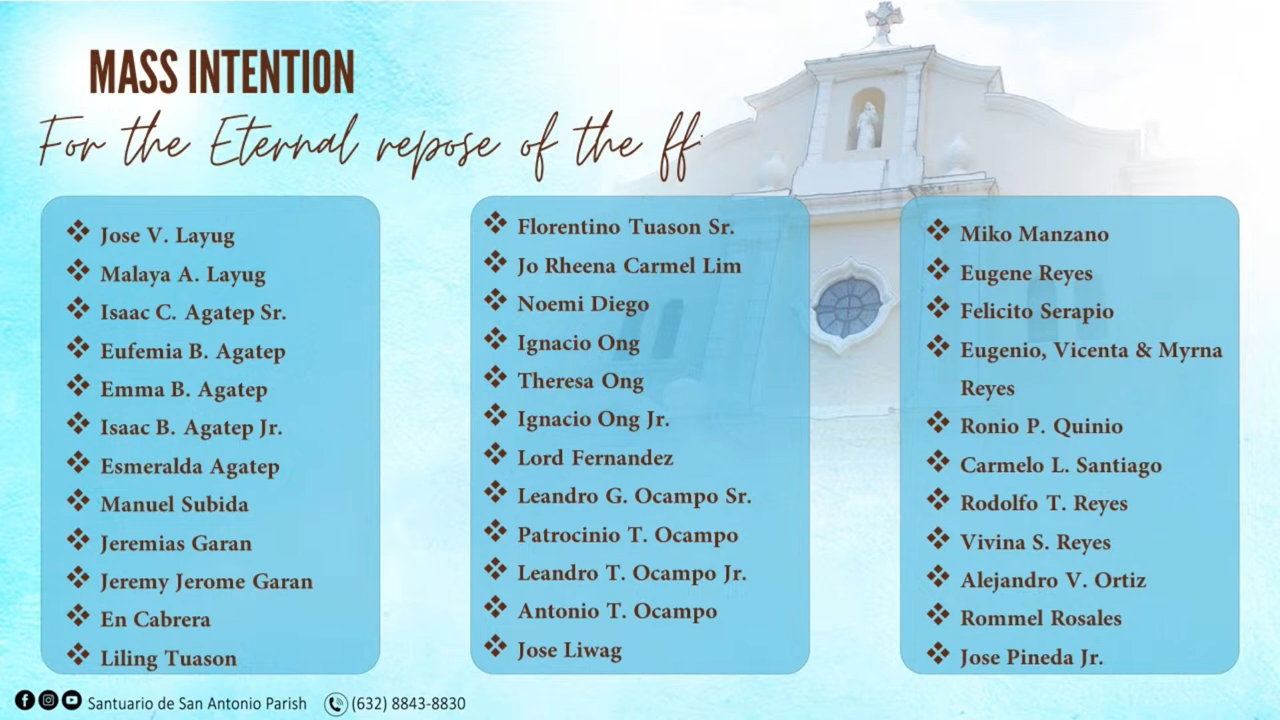 MASS INTENTION
For the Eternal repose of the ff:
❖ Jose V. Layug
❖ Malaya A. Layug
❖ Isaac C. Agatep Sr.
❖ Eufemia B. Agatep
❖ Emma B. Agatep
❖ Isaac B. Agatep Jr.
❖ Esmeralda Agatep
❖ Manuel Subida
❖ Jeremias Garan
❖ Jeremy Jerome Garan
❖ En Cabrera
❖ Liling Tuason
❖ Florentino Tuason Sr.
❖ Jo Rheena Carmel Lim
❖ Noemi Diego
❖ Ignacio Ong
❖ Theresa Ong
❖ Ignacio Ong Jr.
❖ Lord Fernandez
❖ Leandro G. Ocampo Sr.
❖ Patrocinio T. Ocampo
❖ Leandro T. Ocampo Jr.
❖ Antonio T. Ocampo
❖ Jose Liwag
❖ Miko Manzano
❖ Eugene Reyes
❖ Felicito Serapio
❖ Eugenio, Vicenta & Myrna
Reyes
❖ Ronio P. Quinio
❖ Carmelo L. Santiago
❖ Rodolfo T. Reyes
❖ Vivina S. Reyes
❖ Alejandro V. Ortiz
❖ Rommel Rosales
❖ Jose Pineda Jr.
Santuario de San Antonio Parish (632) 8843-8830